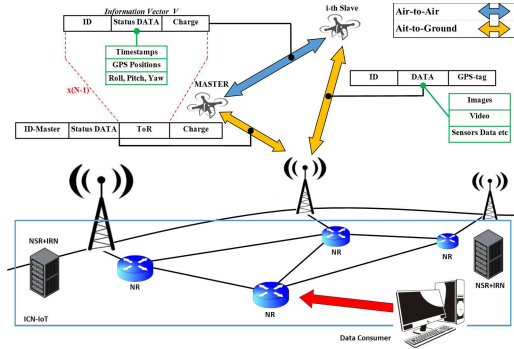 Information Vector V
ID Status DATA Charge
Timestamps
GPS Positions
Roll, Pitch, Yaw
x(N-1)
i-th Slave
Air-to-Air
Ait-to-Ground
MASTER
ID DATA GPS-tag
Images
Video
Sensors Data etc
ID-Master Status DATA ToR Charge
NSR+IRN
NR
NR
NR
NR
NSR+IRN
ICN-IoT
Data Consumer